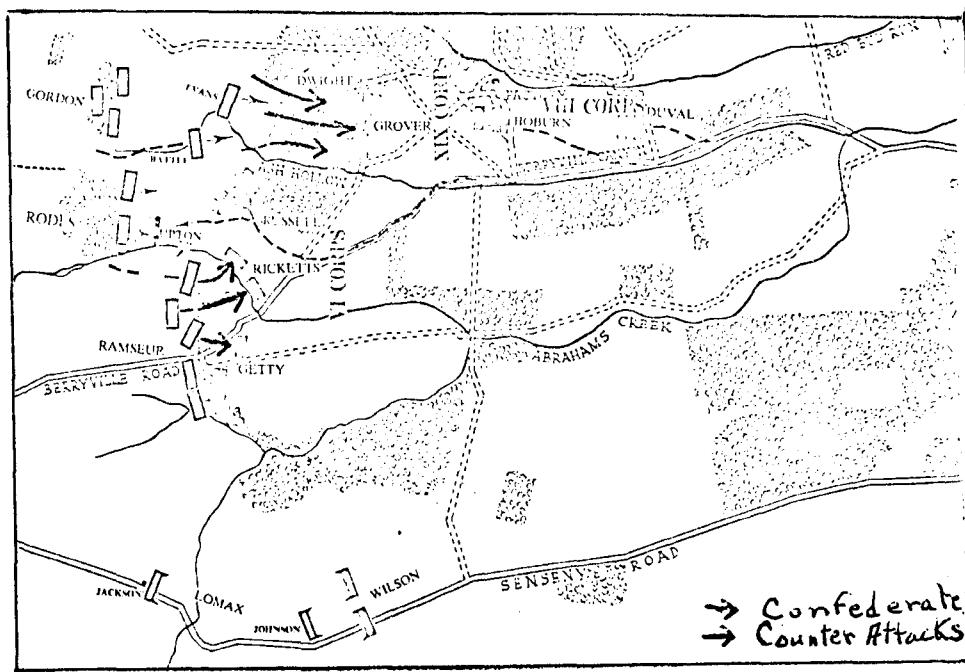 RED BUD RUN
DWIGHT
GORDON
EVANS
XIX CORPS
VIII CORPS
DUVAL
GROVER
THOBURN
BATTLE
RODES
RUSSELL
UPTON
RICKETTS
VI CORPS
RAMSEUR
GETTY
BERRYVILLE ROAD
ABRAHAMS
CREEK
JACKSON
LOMAX
JOHNSON
WILSON
SENSENY
ROAD
→ Confederate
→ Counter Attacks